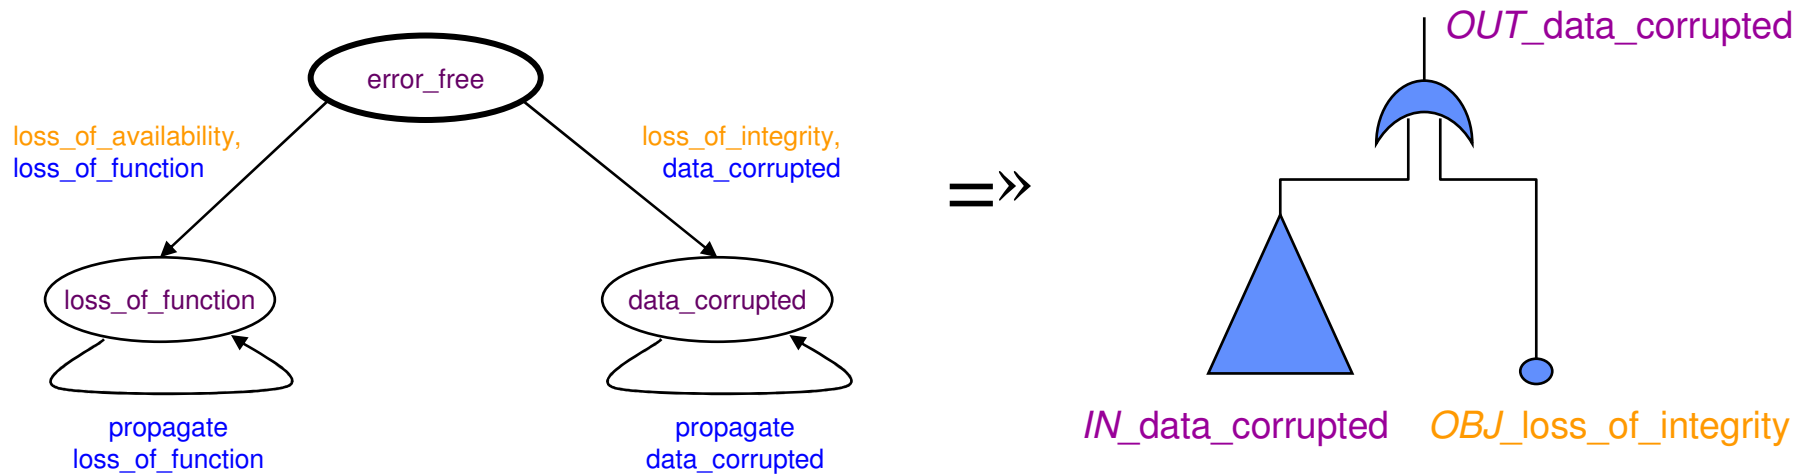 error_free
loss_of_availability,
loss_of_function
loss_of_integrity,
data_corrupted
loss_of_function
data_corrupted
propagate
loss_of_function
propagate
data_corrupted
=»
OUT_data_corrupted
IN_data_corrupted
OBJ_loss_of_integrity